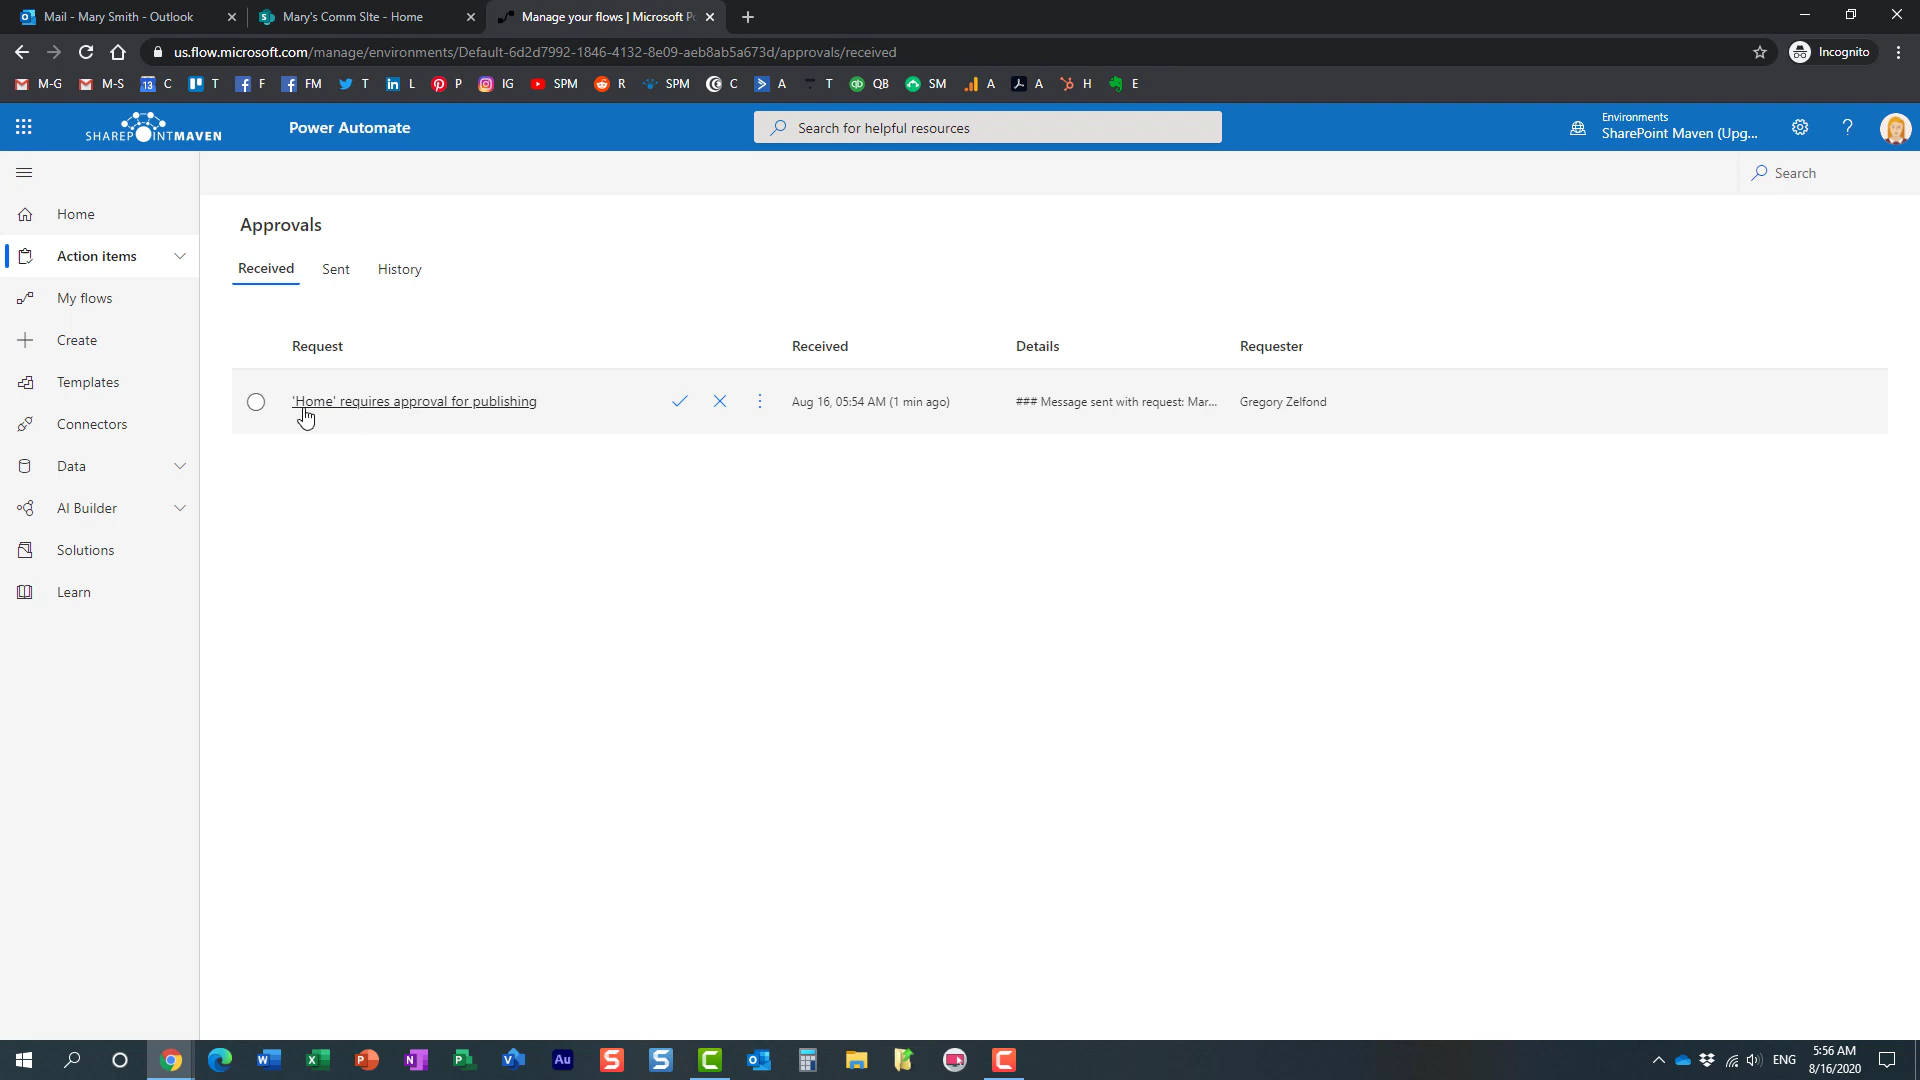 Mail - Mary Smith - Outlook
Mary's Comm SIte - Home
Manage your flows | Microsoft Po
us.flow.microsoft.com/manage/environments/Default-6d2d7992-1846-4132-8e09-aeb8ab5a673d/approvals/received
Incognito
M-G M-S 13 C T F FM T L P IG SPM R SPM C A T QB SM A A H E
SHAREPOINTMAVEN
Power Automate
Search for helpful resources
Environments
SharePoint Maven (Upg...
?
Search
Home
Action items
My flows
Create
Templates
Connectors
Data
AI Builder
Solutions
Learn
Approvals
Received Sent History
Request Received Details Requester
'Home' requires approval for publishing Aug 16, 05:54 AM (1 min ago) ### Message sent with request: Mar... Gregory Zelfond
ENG
5:56 AM
8/16/2020